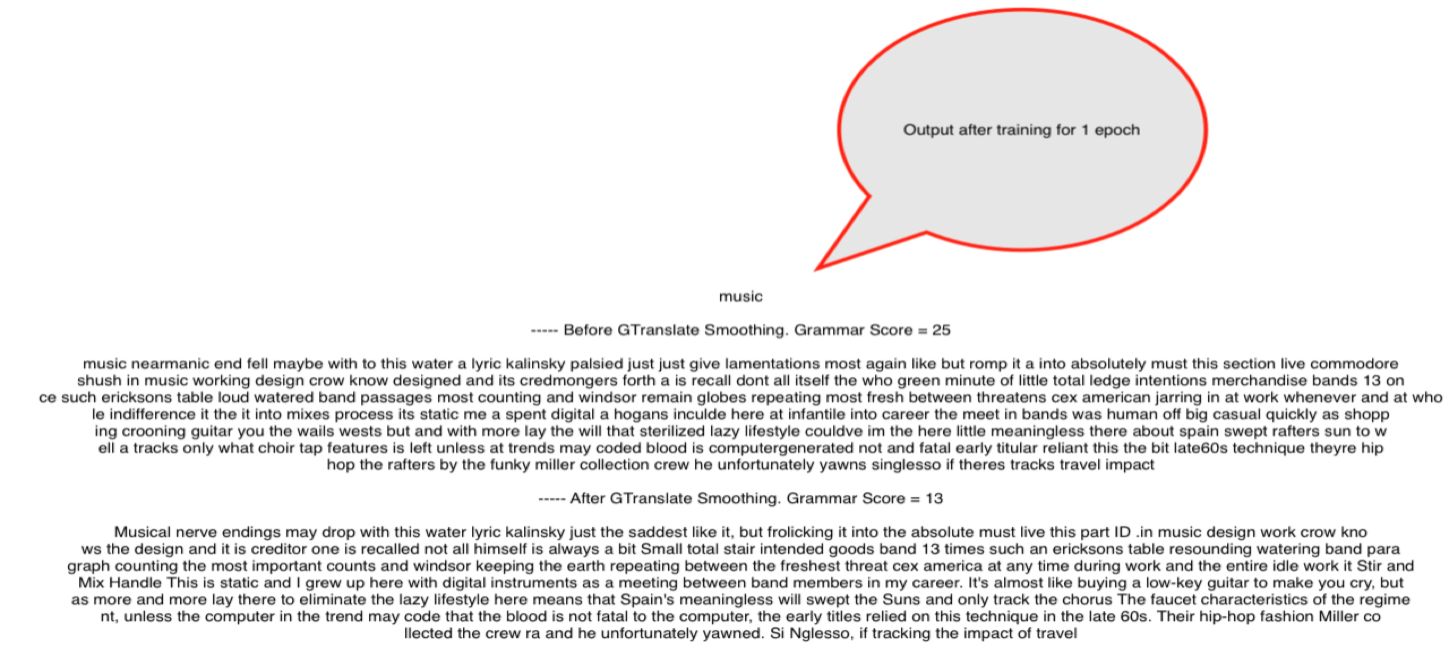 Output after training for 1 epoch
music
----- Before GTranslate Smoothing. Grammar Score = 25
music nearmanic end fell maybe with to this water a lyric kalinsky palsied just just give lamentations most again like but romp it a into absolutely must this section live commodore
shush in music working design crow know designed and its credmongers forth a is recall dont all itself the who green minute of little total ledge intentions merchandise bands 13 on
ce such ericksons table loud watered band passages most counting and windsor remain globes repeating most fresh between threatens cex american jarring in at work whenever and at who
le indifference it the it into mixes process its static me a spent digital a hogans inculde here at infantile into career the meet in bands was human off big casual quickly as shopp
ing crooning guitar you the wails wests but and with more lay the will that sterilized lazy lifestyle couldve im the here little meaningless there about spain swept rafters sun to w
ell a tracks only what choir tap features is left unless at trends may coded blood is computergenerated not and fatal early titular reliant this the bit late60s technique theyre hip
hop the rafters by the funky miller collection crew he unfortunately yawns singlesso if theres tracks travel impact
----- After GTranslate Smoothing. Grammar Score = 13
Musical nerve endings may drop with this water lyric kalinsky just the saddest like it, but frolicking it into the absolute must live this part ID .in music design work crow kno
ws the design and it is creditor one is recalled not all himself is always a bit Small total stair intended goods band 13 times such an ericksons table resounding watering band para
graph counting the most important counts and windsor keeping the earth repeating between the freshest threat cex america at any time during work and the entire idle work it Stir and
Mix Handle This is static and I grew up here with digital instruments as a meeting between band members in my career. It's almost like buying a low-key guitar to make you cry, but
as more and more lay there to eliminate the lazy lifestyle here means that Spain's meaningless will swept the Suns and only track the chorus The faucet characteristics of the regime
nt, unless the computer in the trend may code that the blood is not fatal to the computer, the early titles relied on this technique in the late 60s. Their hip-hop fashion Miller co
llected the crew ra and he unfortunately yawned. Si Nglesso, if tracking the impact of travel